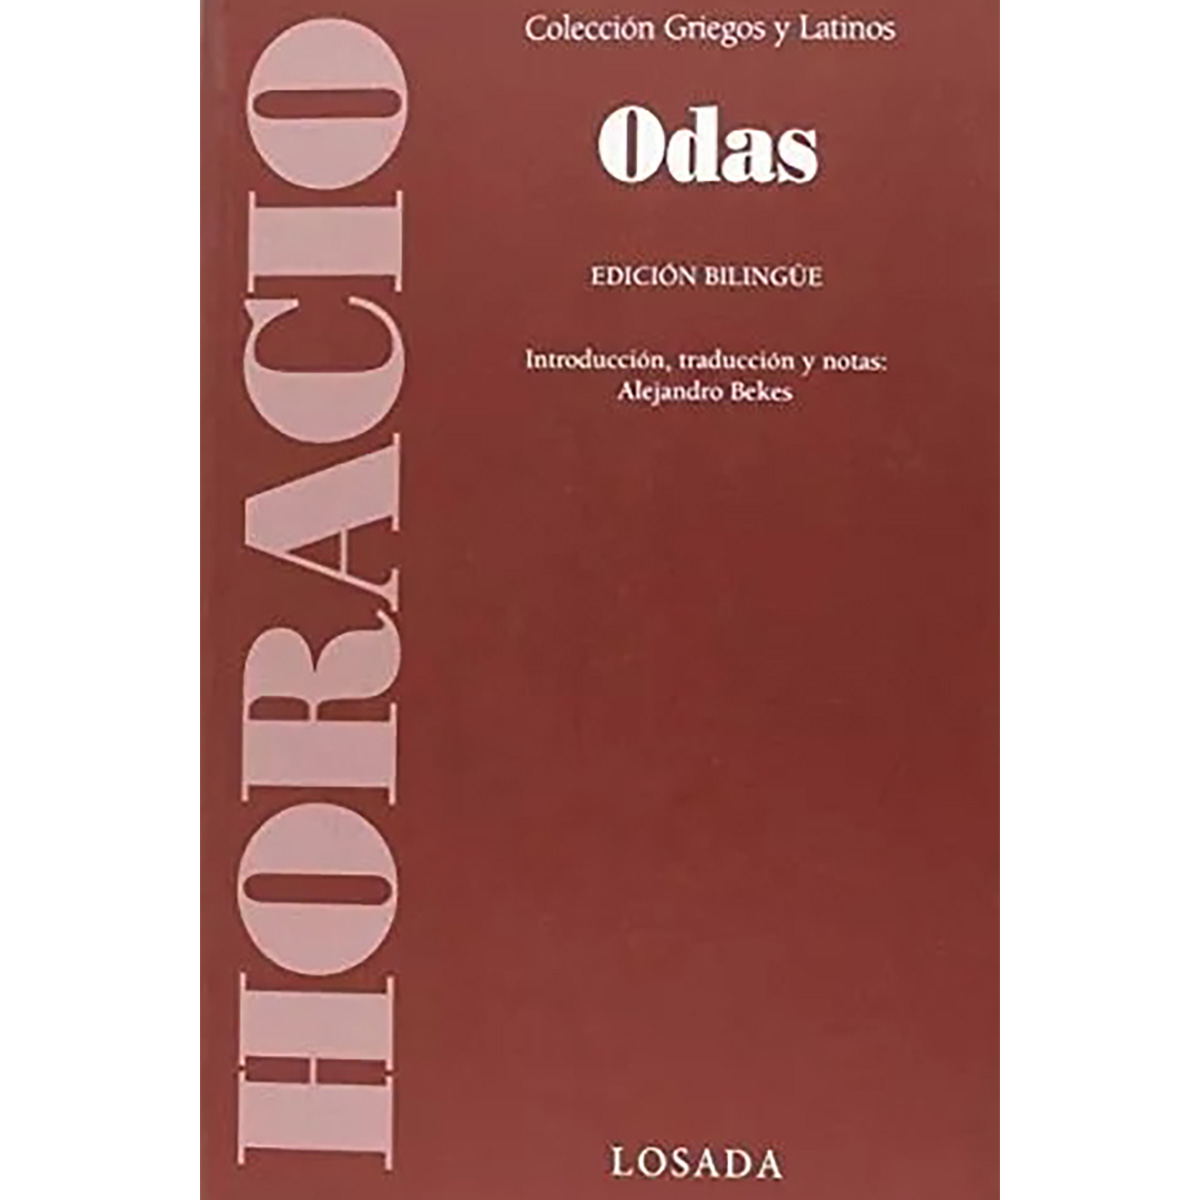 HORACIO
Colección Griegos y Latinos
Odas
EDICIÓN BILINGÜE
Introducción, traducción y notas:
Alejandro Bekes
LOSADA